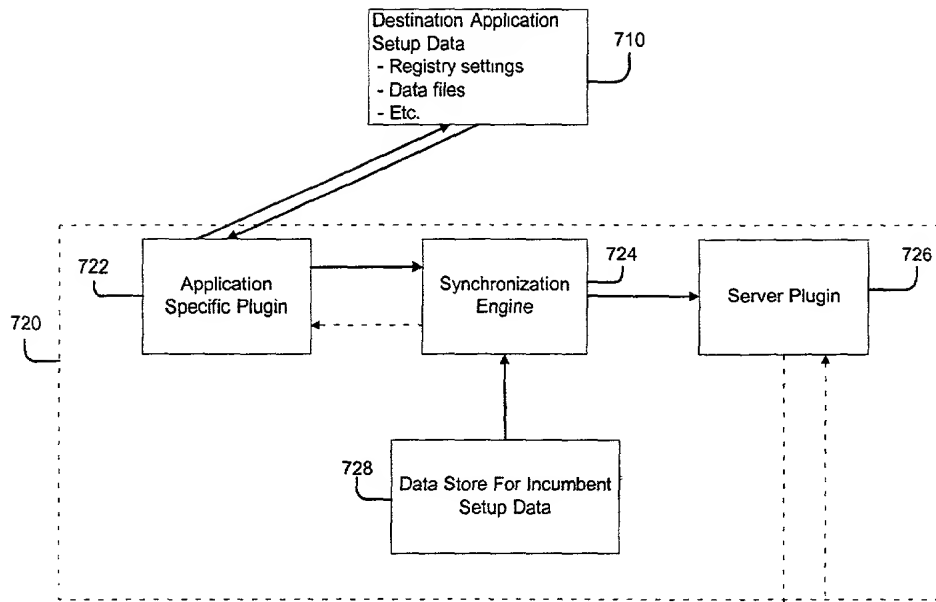 Destination Application
Setup Data
- Registry settings
- Data files
- Etc.
710
722
Application
Specific Plugin
Synchronization
Engine
724
Server Plugin
726
720
728
Data Store For Incumbent
Setup Data